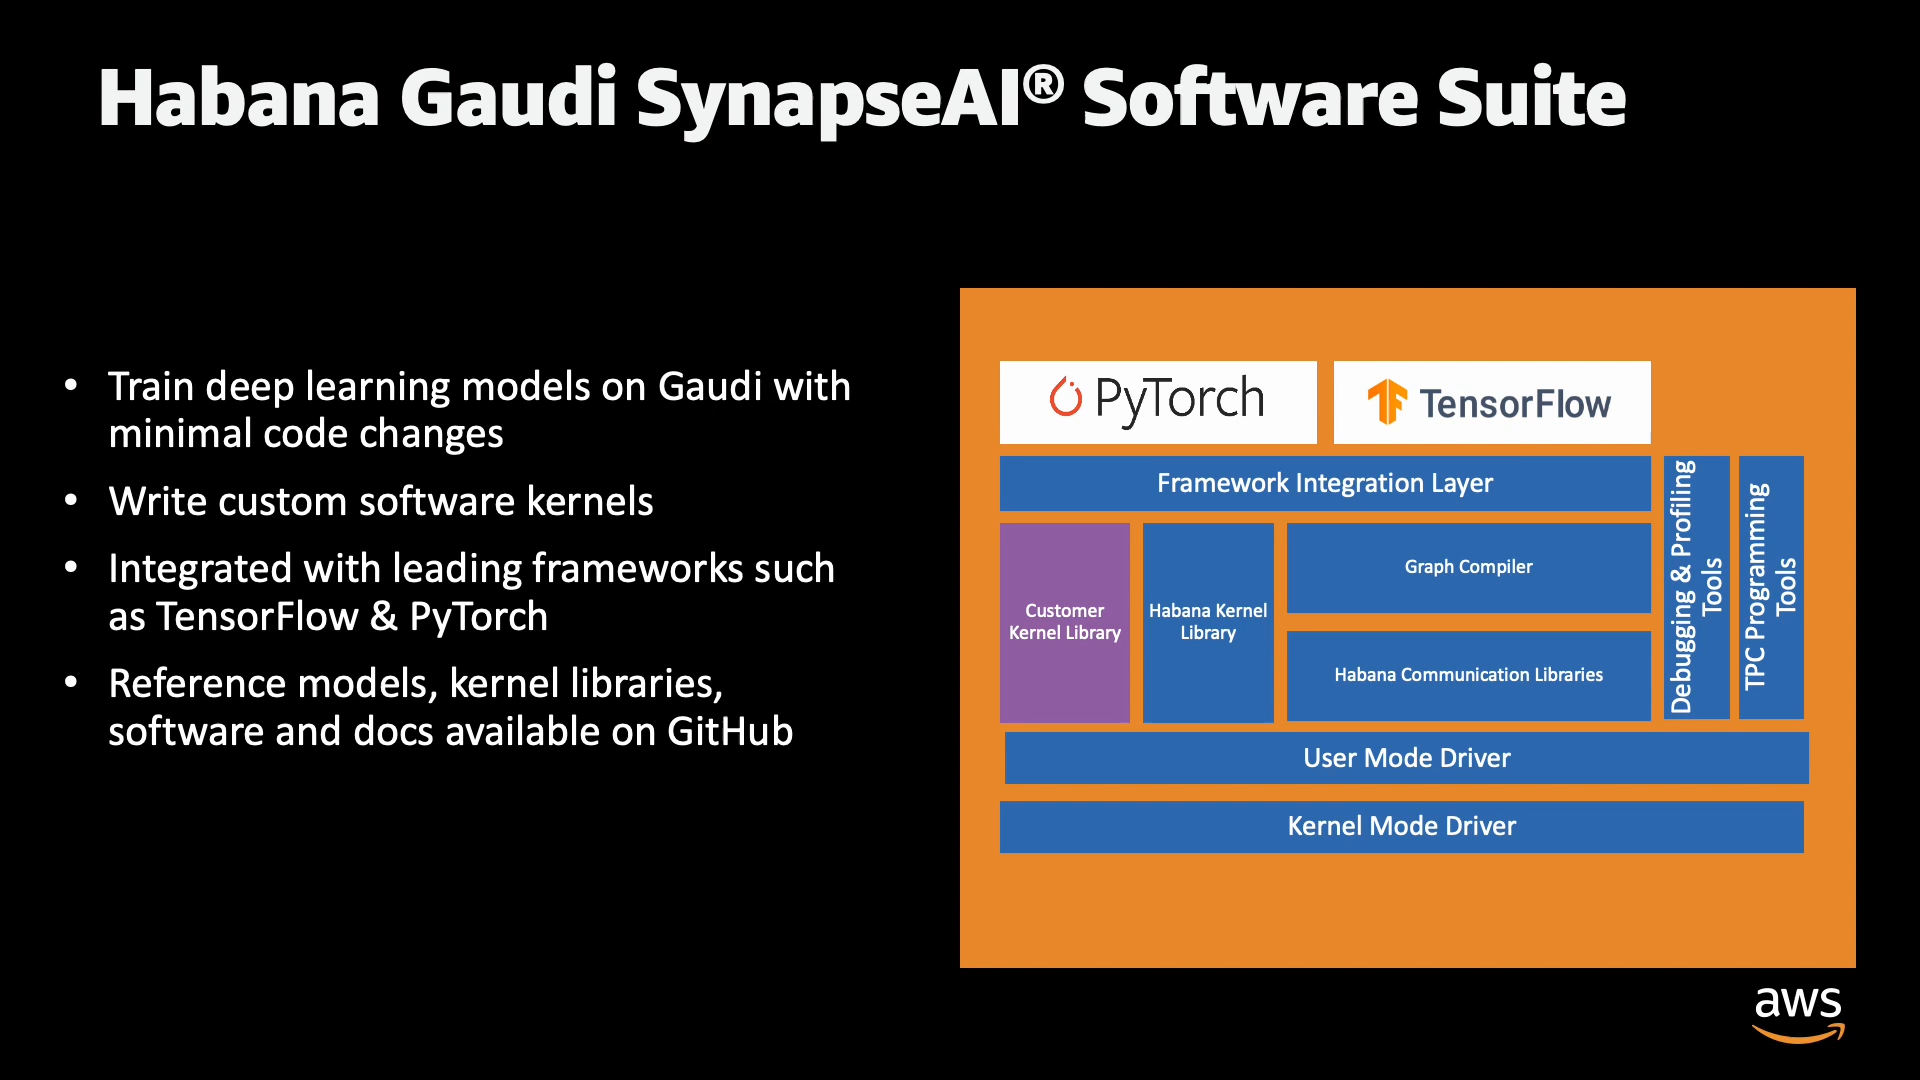 Habana Gaudi SynapseAI® Software Suite
• Train deep learning models on Gaudi with
minimal code changes
• Write custom software kernels
• Integrated with leading frameworks such
as TensorFlow & PyTorch
• Reference models, kernel libraries,
software and docs available on GitHub
PyTorch
TensorFlow
Framework Integration Layer
Customer
Kernel Library
Habana Kernel
Library
Graph Compiler
Habana Communication Libraries
Debugging & Profiling
Tools
TPC Programming
Tools
User Mode Driver
Kernel Mode Driver
aws